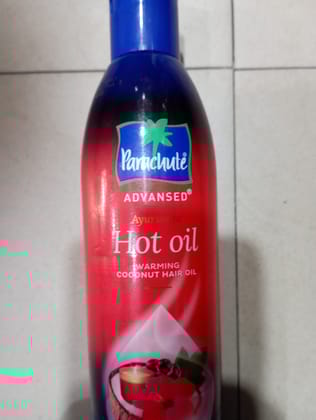 Parachute®
ADVANSED®
Hot oil
WARMING
COCONUT HAIR OIL